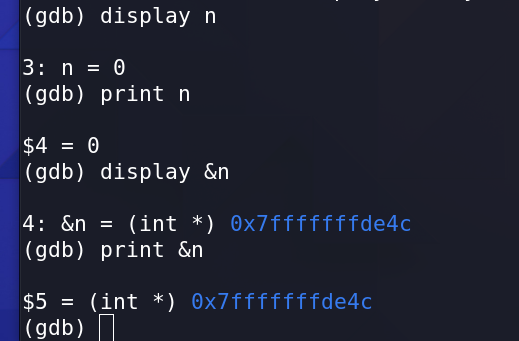 (gdb) display n
3: n = 0
(gdb) print n
$4 = 0
(gdb) display &n
4: &n = (int *) 0x7fffffffde4c
(gdb) print &n
$5 = (int *) 0x7fffffffde4c
(gdb)